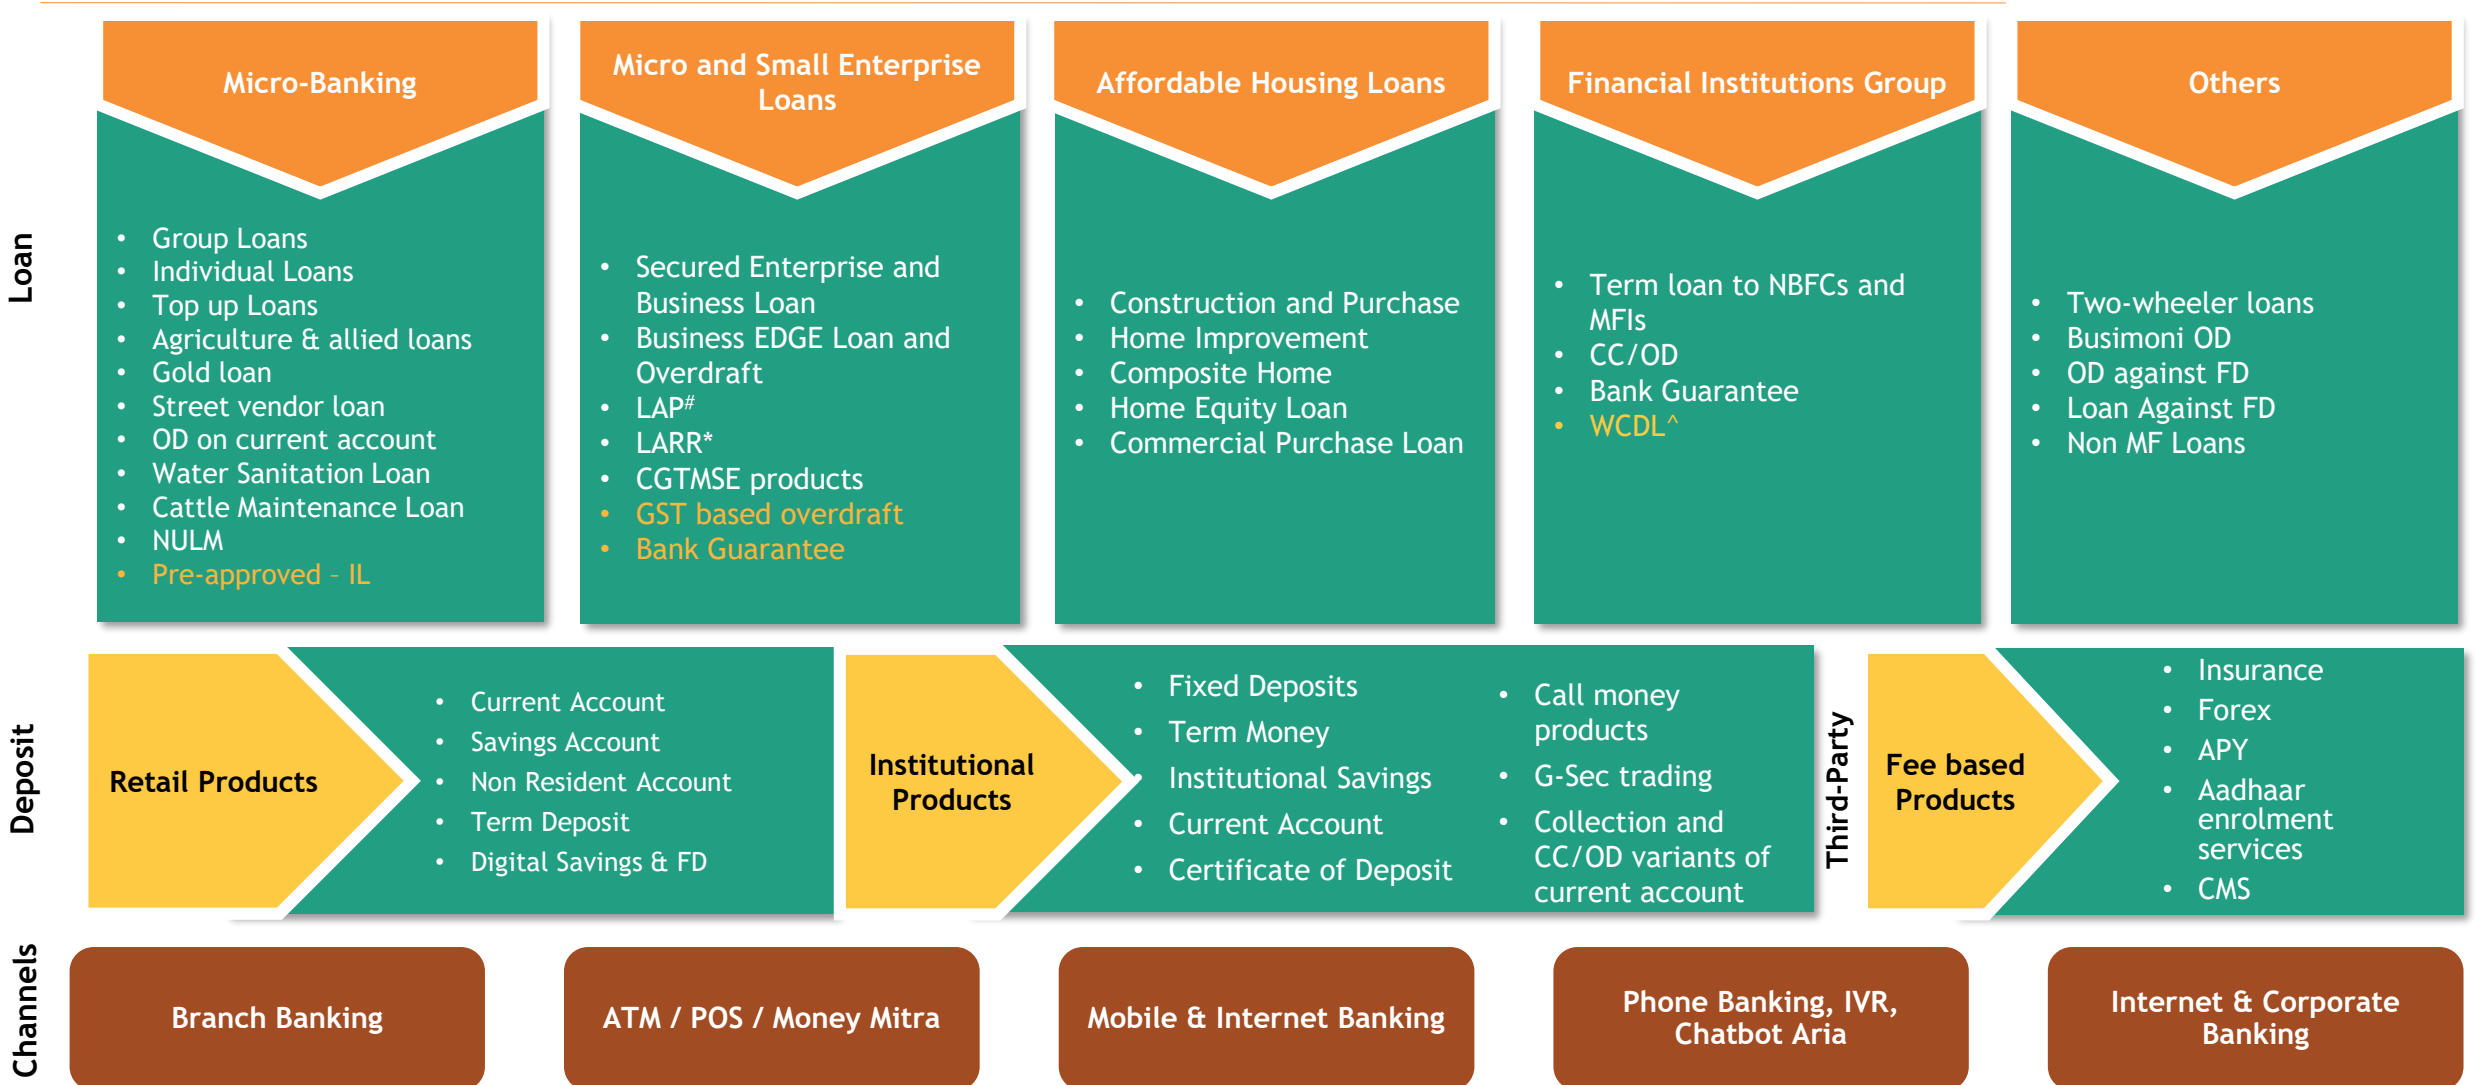 Loan
Micro-Banking
• Group Loans
• Individual Loans
• Top up Loans
• Agriculture & allied loans
• Gold loan
• Street vendor loan
• OD on current account
• Water Sanitation Loan
• Cattle Maintenance Loan
• NULM
• Pre-approved – IL
Micro and Small Enterprise
Loans
• Secured Enterprise and
Business Loan
• Business EDGE Loan and
Overdraft
• LAP#
• LARR*
• CGTMSE products
• GST based overdraft
• Bank Guarantee
Affordable Housing Loans
• Construction and Purchase
• Home Improvement
• Composite Home
• Home Equity Loan
• Commercial Purchase Loan
Financial Institutions Group
• Term loan to NBFCs and
MFIs
• CC/OD
• Bank Guarantee
• WCDL^
Others
• Two-wheeler loans
• Busimoni OD
• OD against FD
• Loan Against FD
• Non MF Loans
Deposit
Retail Products
• Current Account
• Savings Account
• Non Resident Account
• Term Deposit
• Digital Savings & FD
Institutional
Products
• Fixed Deposits
• Term Money
• Institutional Savings
• Current Account
• Certificate of Deposit
• Call money
products
• G-Sec trading
• Collection and
CC/OD variants of
current account
Third-Party
Fee based
Products
• Insurance
• Forex
• APY
• Aadhaar
enrolment
services
• CMS
Channels
Branch Banking
ATM / POS / Money Mitra
Mobile & Internet Banking
Phone Banking, IVR,
Chatbot Aria
Internet & Corporate
Banking